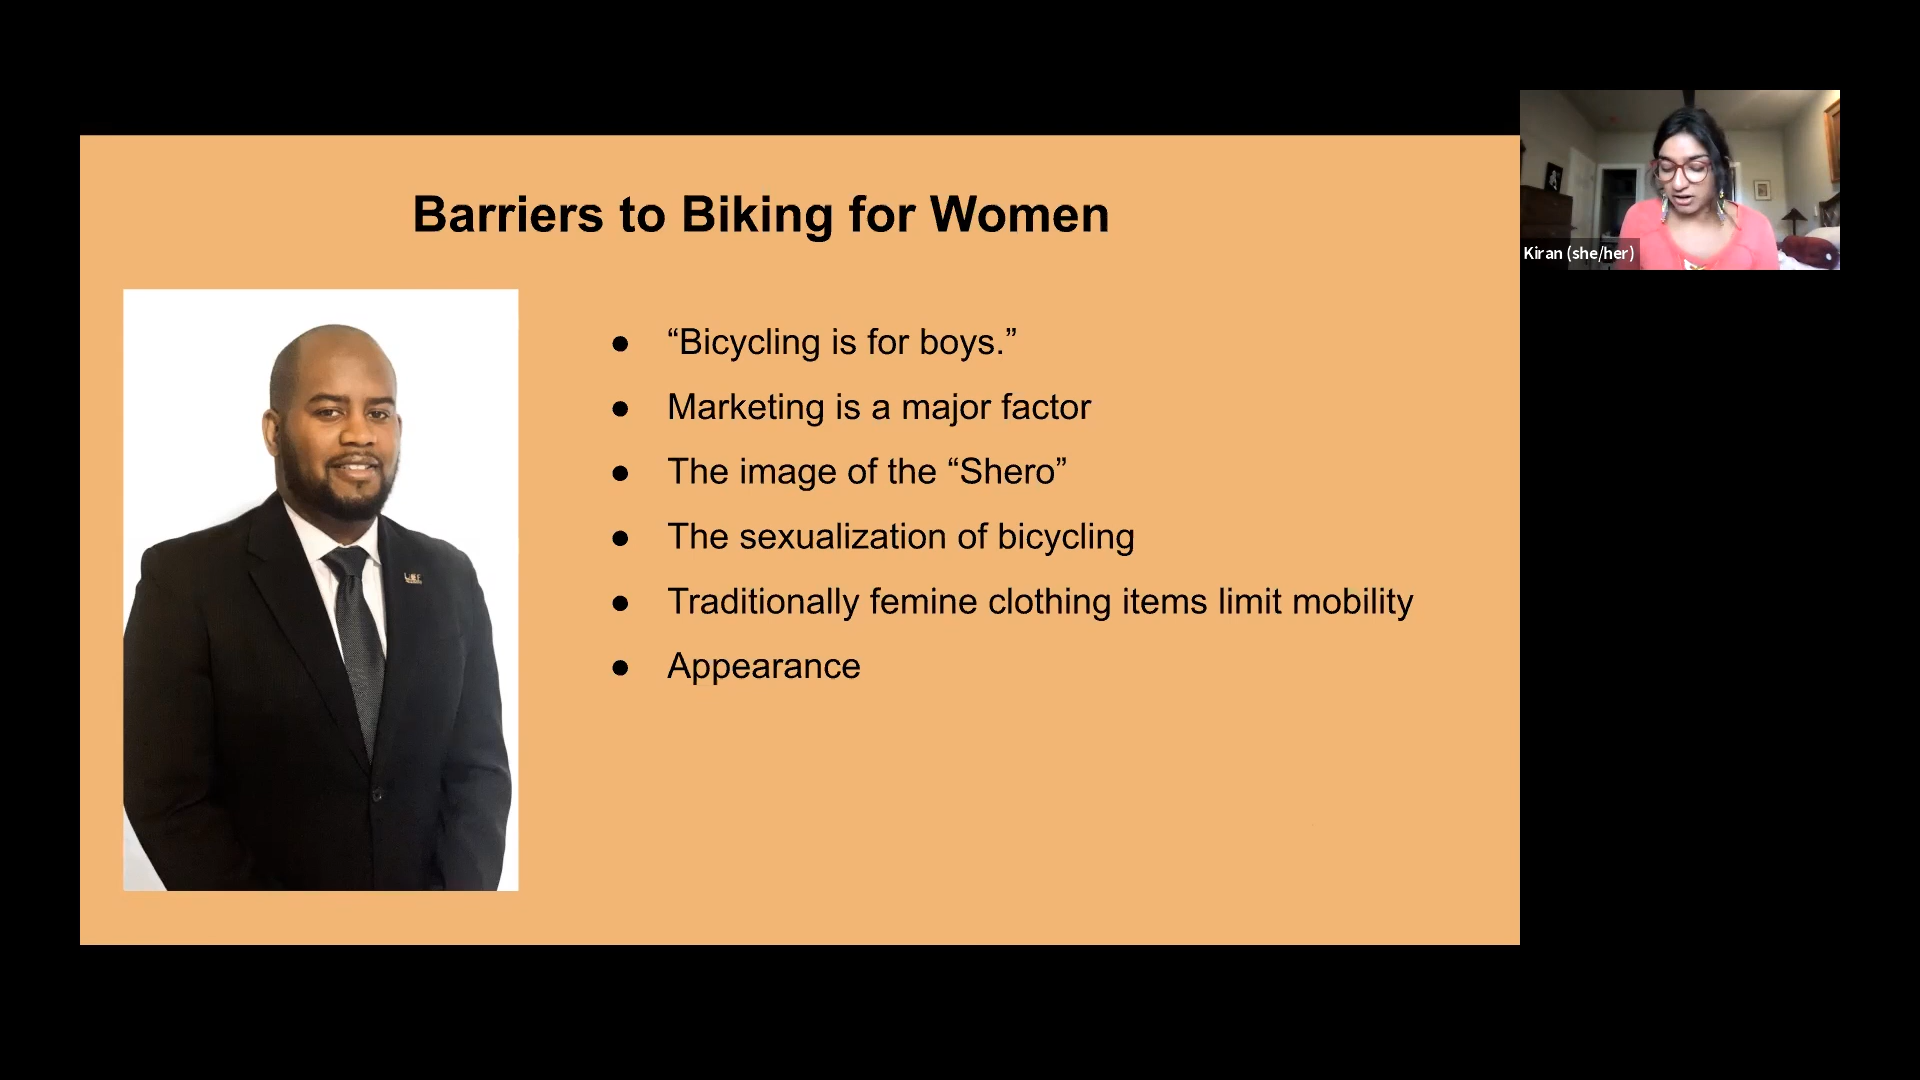 Barriers to Biking for Women
Kiran (she/her)
● “Bicycling is for boys.”
● Marketing is a major factor
● The image of the “Shero”
● The sexualization of bicycling
● Traditionally femine clothing items limit mobility
● Appearance